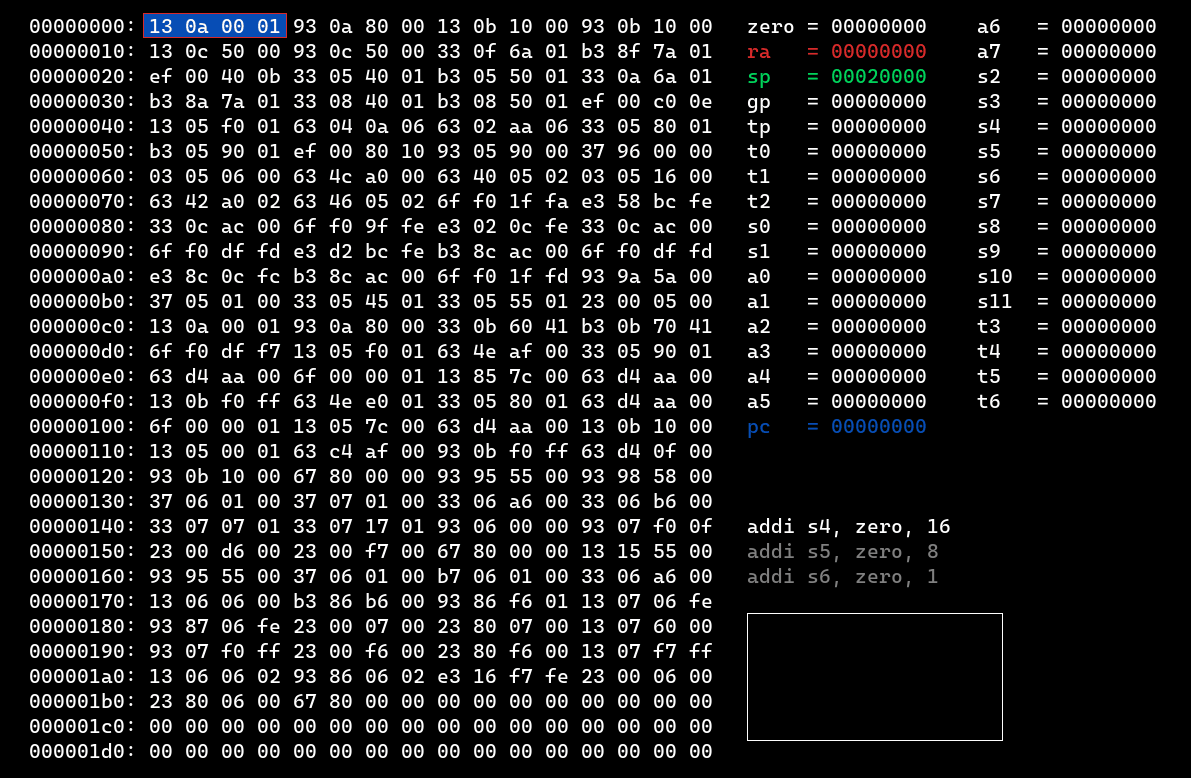 00000000: 13 0a 00 01 93 0a 80 00 13 0b 10 00 93 0b 10 00 zero = 00000000 a6 = 00000000
00000010: 13 0c 50 00 93 0c 50 00 33 0f 6a 01 b3 8f 7a 01 ra = 00000000 a7 = 00000000
00000020: ef 00 40 0b 33 05 40 01 b3 05 50 01 33 0a 6a 01 sp = 00020000 s2 = 00000000
00000030: b3 8a 7a 01 33 08 40 01 b3 08 50 01 ef 00 c0 0e gp = 00000000 s3 = 00000000
00000040: 13 05 f0 01 63 04 0a 06 63 02 aa 06 33 05 80 01 tp = 00000000 s4 = 00000000
00000050: b3 05 90 01 ef 00 80 10 93 05 90 00 37 96 00 00 t0 = 00000000 s5 = 00000000
00000060: 03 05 06 00 63 4c a0 00 63 40 05 02 03 05 16 00 t1 = 00000000 s6 = 00000000
00000070: 63 42 a0 02 63 46 05 02 6f f0 1f fa e3 58 bc fe t2 = 00000000 s7 = 00000000
00000080: 33 0c ac 00 6f f0 9f fe e3 02 0c fe 33 0c ac 00 s0 = 00000000 s8 = 00000000
00000090: 6f f0 df fd e3 d2 bc fe b3 8c ac 00 6f f0 df fd s1 = 00000000 s9 = 00000000
000000a0: e3 8c 0c fc b3 8c ac 00 6f f0 1f fd 93 9a 5a 00 a0 = 00000000 s10 = 00000000
000000b0: 37 05 01 00 33 05 45 01 33 05 55 01 23 00 05 00 a1 = 00000000 s11 = 00000000
000000c0: 13 0a 00 01 93 0a 80 00 33 0b 60 41 b3 0b 70 41 a2 = 00000000 t3 = 00000000
000000d0: 6f f0 df f7 13 05 f0 01 63 4e af 00 33 05 90 01 a3 = 00000000 t4 = 00000000
000000e0: 63 d4 aa 00 6f 00 00 01 13 85 7c 00 63 d4 aa 00 a4 = 00000000 t5 = 00000000
000000f0: 13 0b f0 ff 63 4e e0 01 33 05 80 01 63 d4 aa 00 a5 = 00000000 t6 = 00000000
00000100: 6f 00 00 01 13 05 7c 00 63 d4 aa 00 13 0b 10 00 pc = 00000000
00000110: 13 05 00 01 63 c4 af 00 93 0b f0 ff 63 d4 0f 00
00000120: 93 0b 10 00 67 80 00 00 93 95 55 00 93 98 58 00
00000130: 37 06 01 00 37 07 01 00 33 06 a6 00 33 06 b6 00
00000140: 33 07 07 01 33 07 17 01 93 06 00 00 93 07 f0 0f addi s4, zero, 16
00000150: 23 00 d6 00 23 00 f7 00 67 80 00 00 13 15 55 00 addi s5, zero, 8
00000160: 93 95 55 00 37 06 01 00 b7 06 01 00 33 06 a6 00 addi s6, zero, 1
00000170: 13 06 06 00 b3 86 b6 00 93 86 f6 01 13 07 06 fe
00000180: 93 87 06 fe 23 00 07 00 23 80 07 00 13 07 60 00
00000190: 93 07 f0 ff 23 00 f6 00 23 80 f6 00 13 07 f7 ff
000001a0: 13 06 06 02 93 86 06 02 e3 16 f7 fe 23 00 06 00
000001b0: 23 80 06 00 67 80 00 00 00 00 00 00 00 00 00 00
000001c0: 00 00 00 00 00 00 00 00 00 00 00 00 00 00 00 00
000001d0: 00 00 00 00 00 00 00 00 00 00 00 00 00 00 00 00